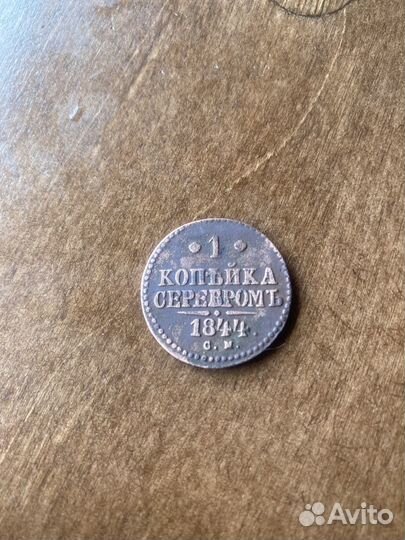 1
КОПѢЙКА
СЕРЕБРОМЪ
1844.
С. М.
Avito